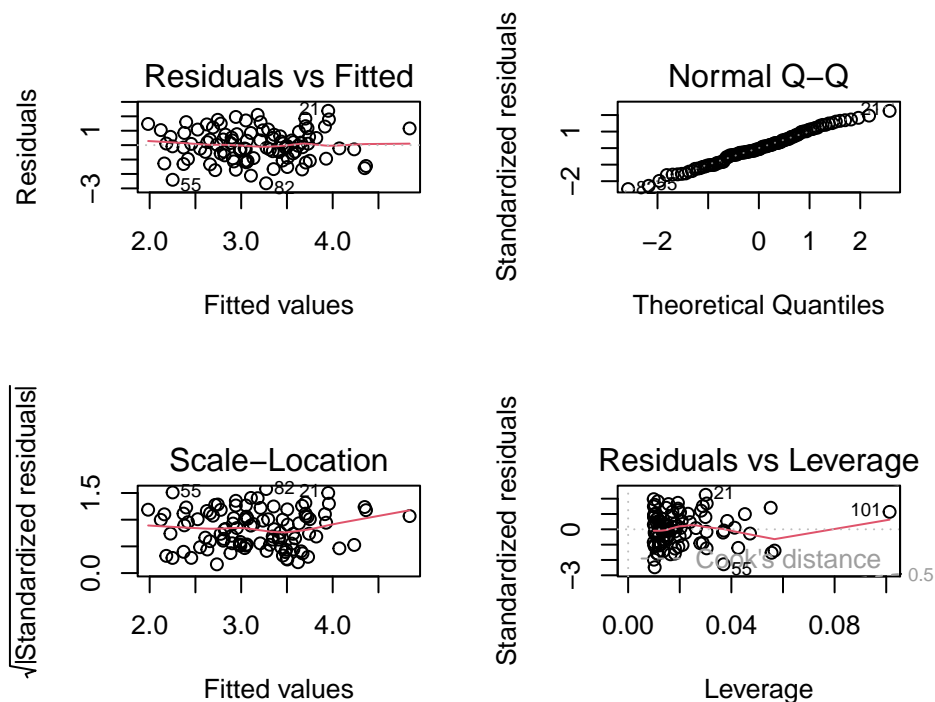 Residuals vs Fitted
Residuals
1
−3
21
55
82
2.0 3.0 4.0
Fitted values
Normal Q−Q
Standardized residuals
1
−2
21
82
55
−2 0 1 2
Theoretical Quantiles
Scale−Location
√|Standardized residuals|
1.5
0.0
55
82
21
2.0 3.0 4.0
Fitted values
Residuals vs Leverage
Standardized residuals
0
−3
21
101
55
Cook's distance
0.5
0.00 0.04 0.08
Leverage